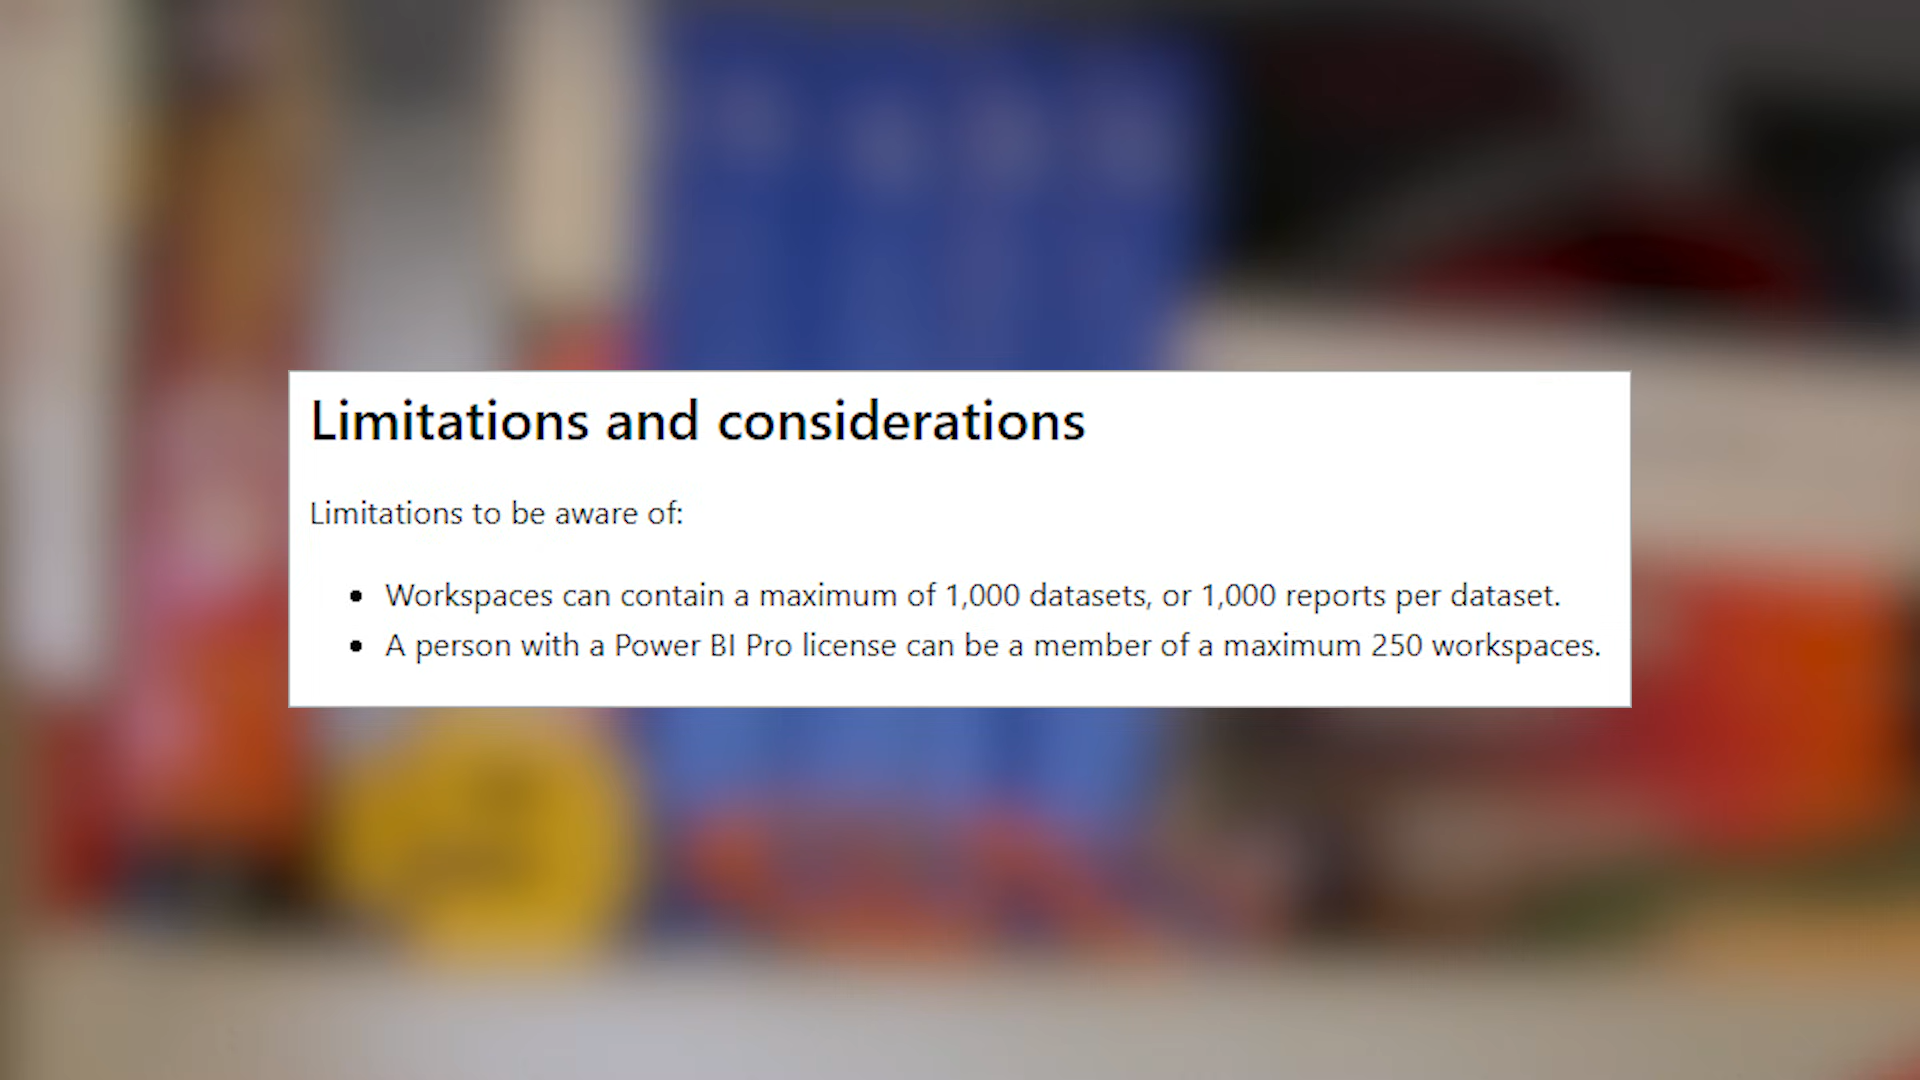 Limitations and considerations
Limitations to be aware of:
• Workspaces can contain a maximum of 1,000 datasets, or 1,000 reports per dataset.
• A person with a Power BI Pro license can be a member of a maximum 250 workspaces.